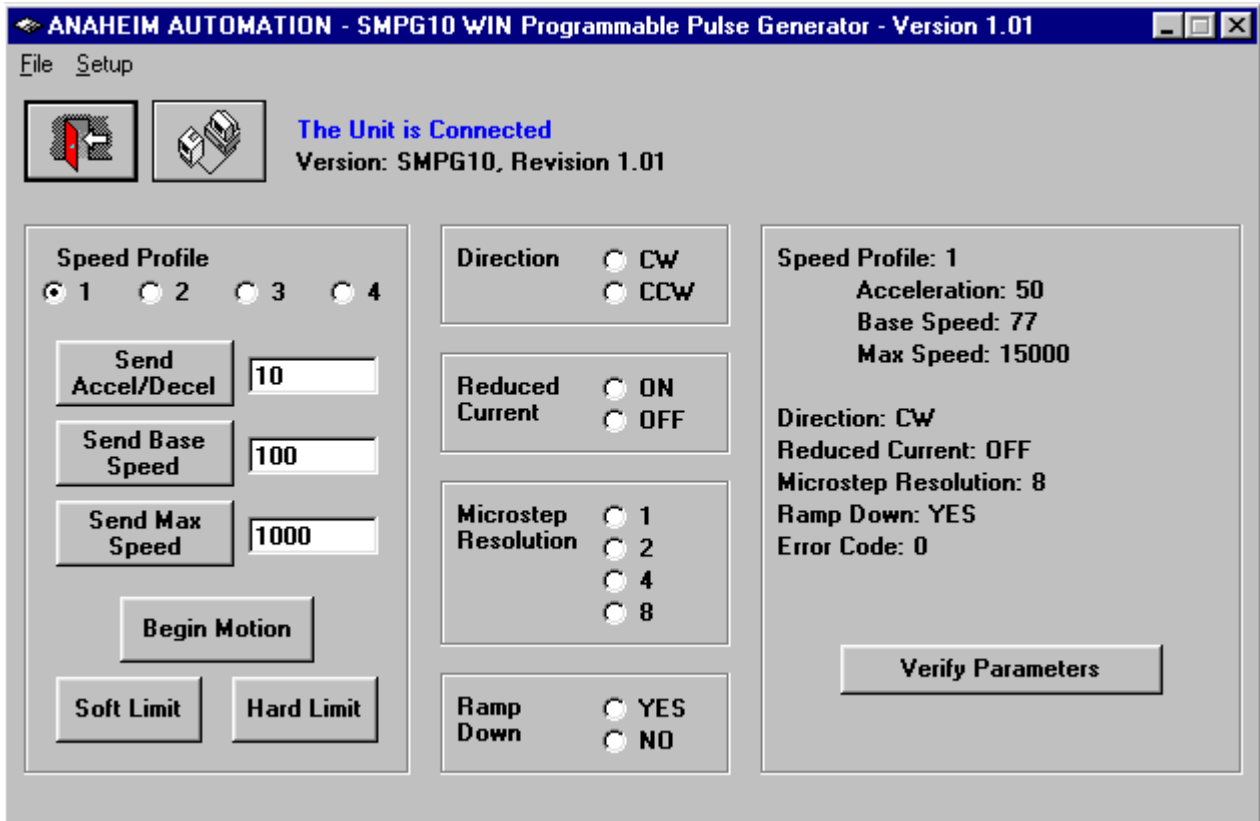 ANAHEIM AUTOMATION - SMPG10 WIN Programmable Pulse Generator - Version 1.01
File Setup
The Unit is Connected
Version: SMPG10, Revision 1.01
Speed Profile
1 2 3 4
Send
Accel/Decel
10
Send Base
Speed
100
Send Max
Speed
1000
Begin Motion
Soft Limit
Hard Limit
Direction
CW
CCW
Reduced
Current
ON
OFF
Microstep
Resolution
1
2
4
8
Ramp
Down
YES
NO
Speed Profile: 1
Acceleration: 50
Base Speed: 77
Max Speed: 15000
Direction: CW
Reduced Current: OFF
Microstep Resolution: 8
Ramp Down: YES
Error Code: 0
Verify Parameters